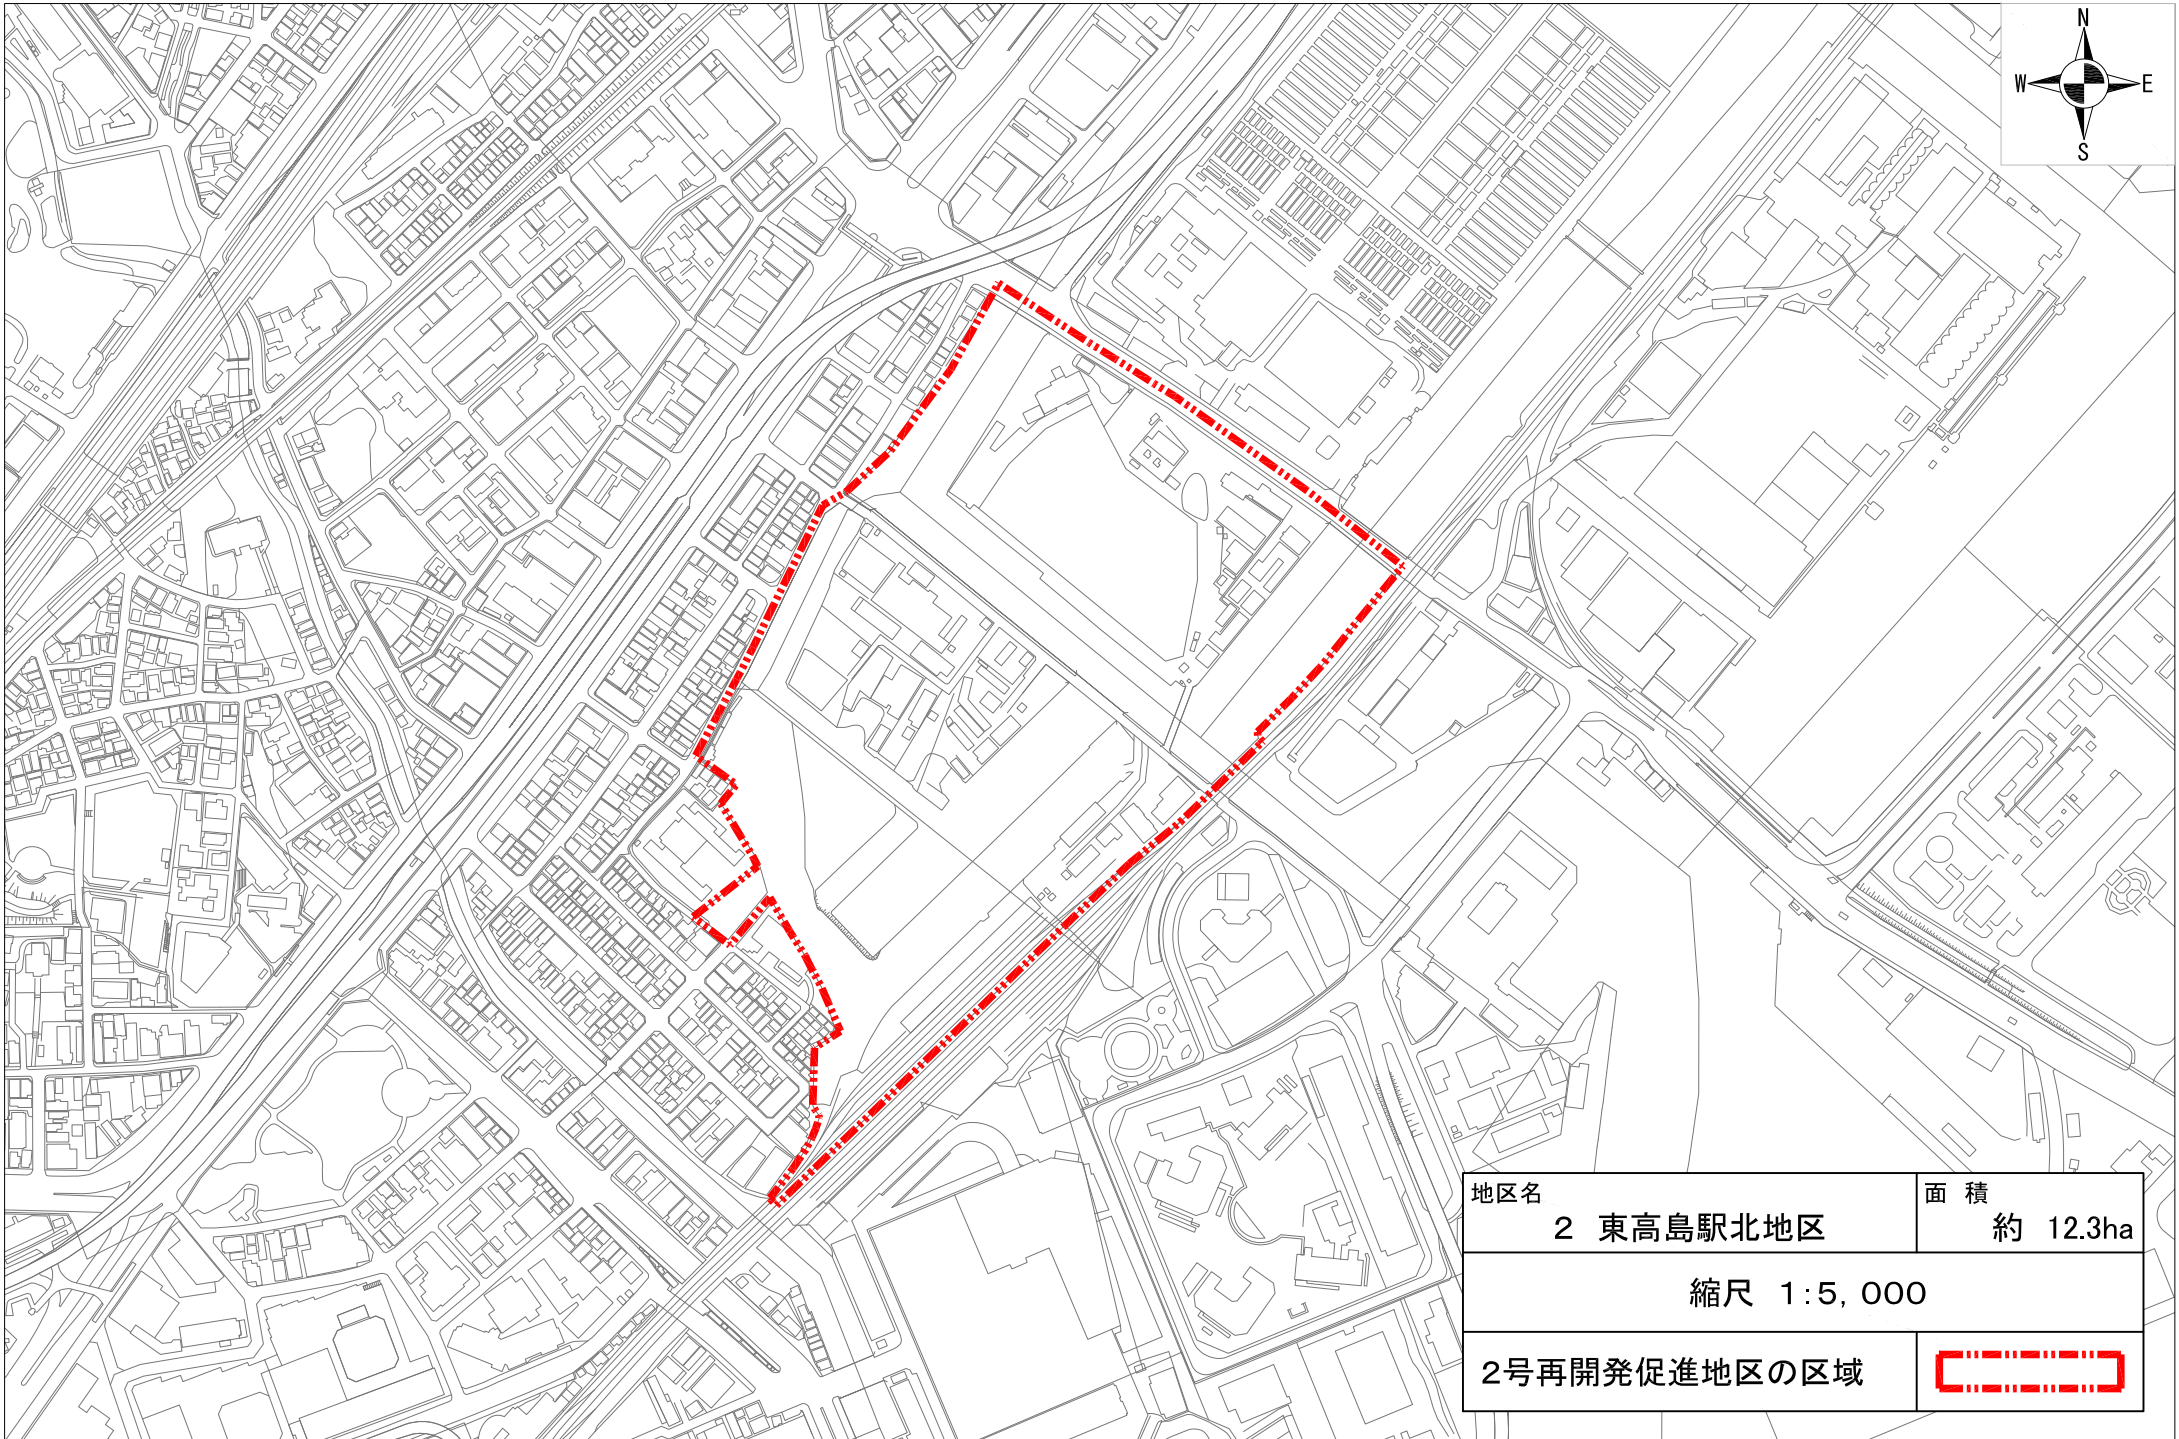 N
W E
S
地区名
2 東高島駅北地区
面 積
約 12.3ha
縮尺 1:5,000
2号再開発促進地区の区域